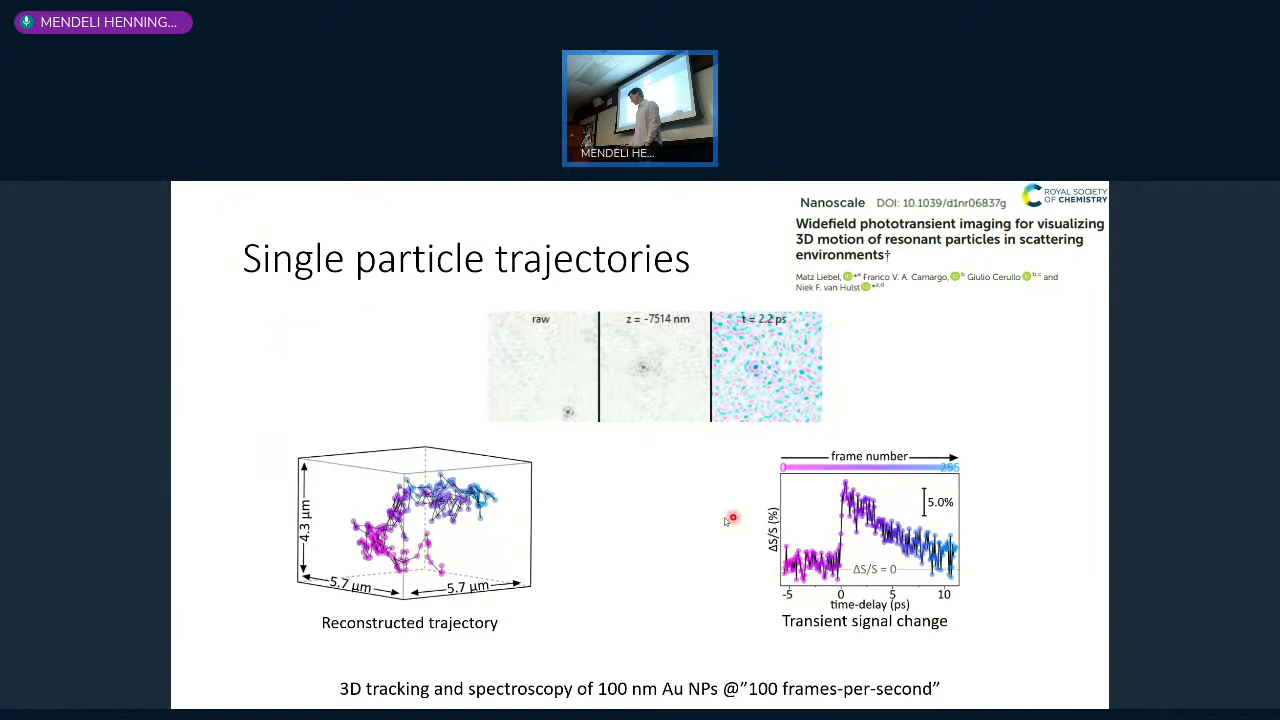 MENDELI HENNING...
MENDELI HE...
Nanoscale DOI: 10.1039/d1nr06837g
ROYAL SOCIETY
OF CHEMISTRY
Widefield phototransient imaging for visualizing
3D motion of resonant particles in scattering
environments†
Matz Liebel, *ᵃ Franco V. A. Camargo, ᵇ Giulio Cerullo ᵇ,ᶜ and
Niek F. van Hulst *ᵃ,ᵈ
Single particle trajectories
raw
z = -7514 nm
t = 2.2 ps
4.3 µm
5.7 µm
5.7 µm
Reconstructed trajectory
frame number
0
255
5.0%
ΔS/S (%)
ΔS/S = 0
-5 0 5 10
time-delay (ps)
Transient signal change
3D tracking and spectroscopy of 100 nm Au NPs @”100 frames-per-second”